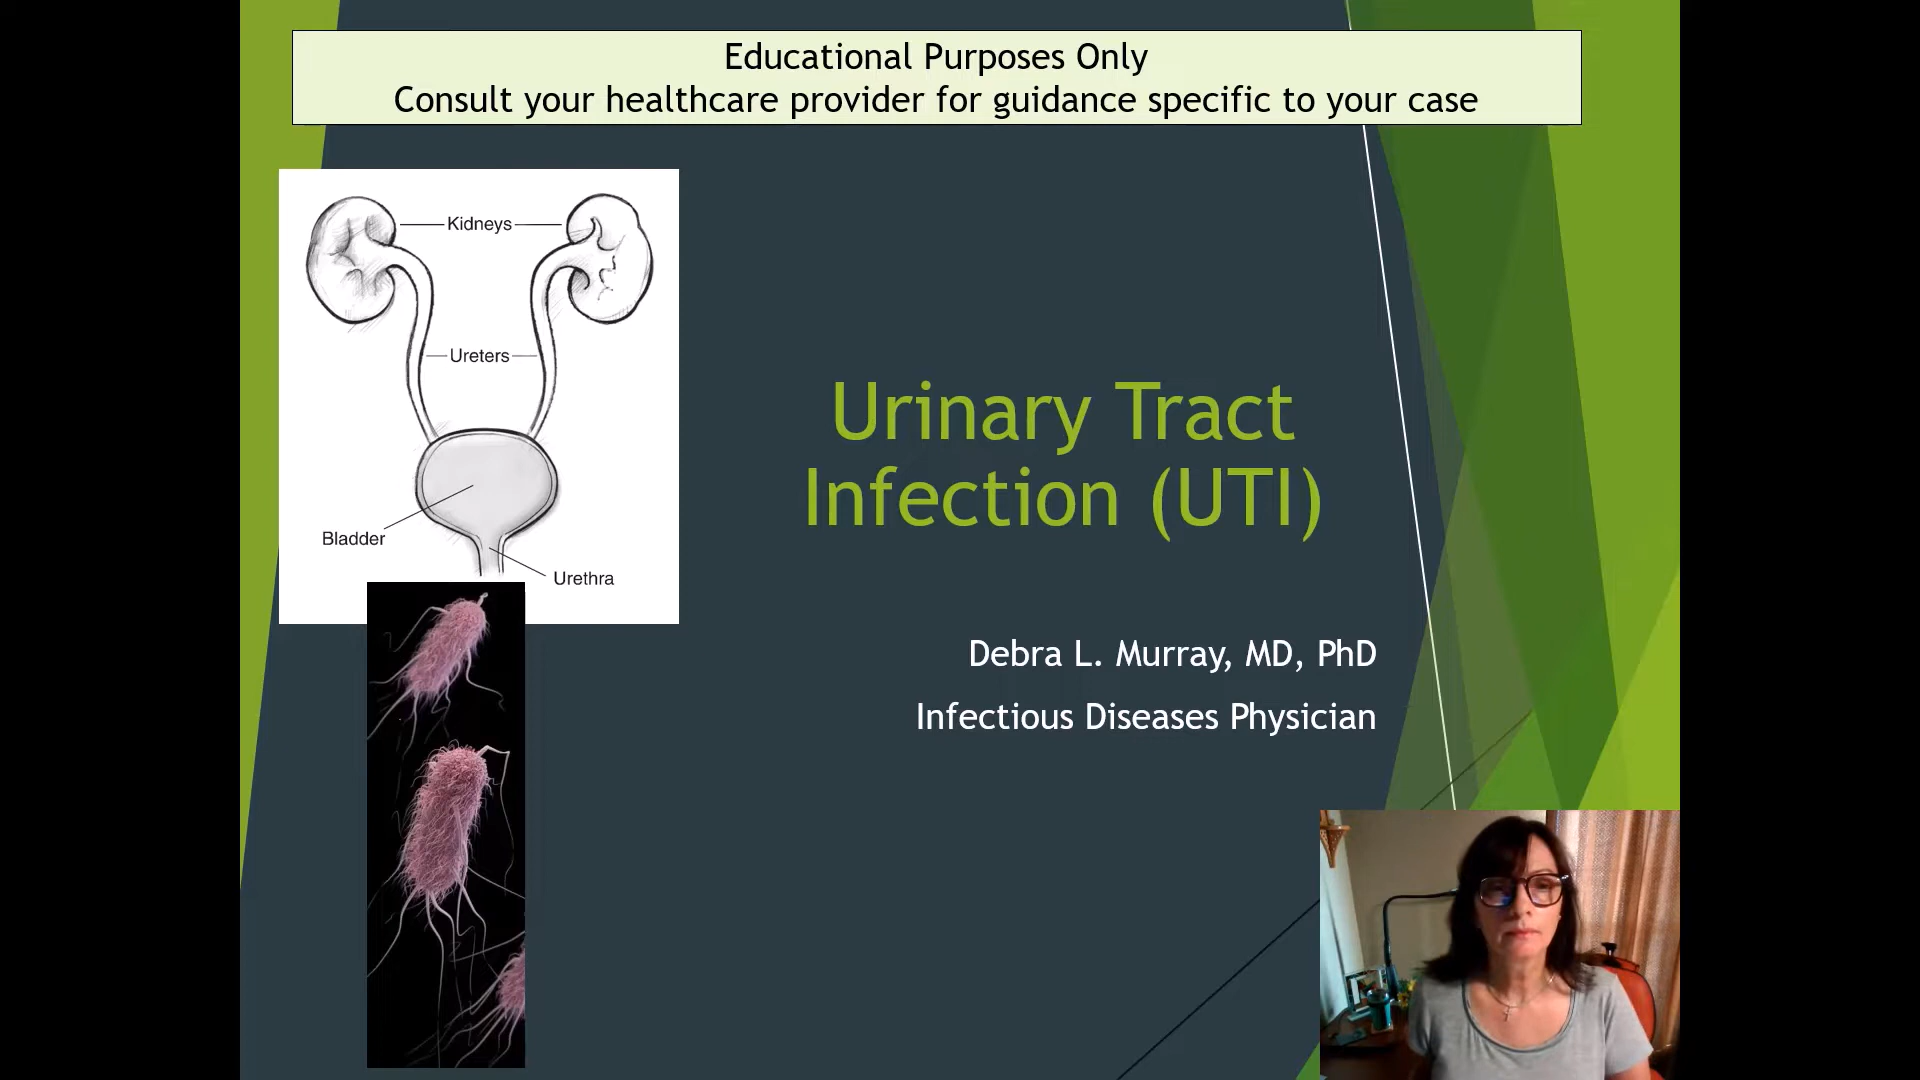 Educational Purposes Only
Consult your healthcare provider for guidance specific to your case
Kidneys
Ureters
Bladder
Urethra
Urinary Tract
Infection (UTI)
Debra L. Murray, MD, PhD
Infectious Diseases Physician